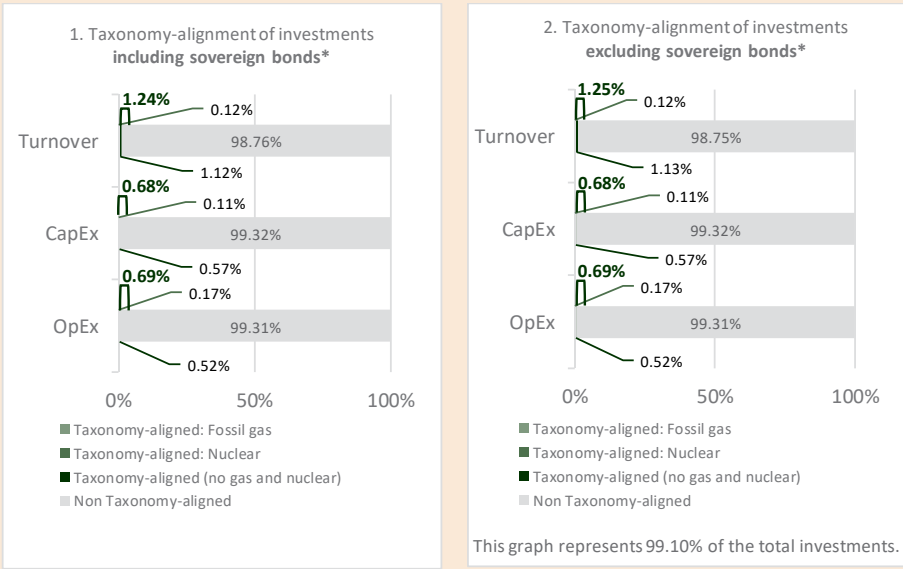 1. Taxonomy-alignment of investments
including sovereign bonds*
1.24%
0.12%
Turnover
98.76%
1.12%
0.68%
0.11%
CapEx
99.32%
0.57%
0.69%
0.17%
OpEx
99.31%
0.52%
0%
50%
100%
Taxonomy-aligned: Fossil gas
Taxonomy-aligned: Nuclear
Taxonomy-aligned (no gas and nuclear)
Non Taxonomy-aligned
2. Taxonomy-alignment of investments
excluding sovereign bonds*
1.25%
0.12%
Turnover
98.75%
1.13%
0.68%
0.11%
CapEx
99.32%
0.57%
0.69%
0.17%
OpEx
99.31%
0.52%
0%
50%
100%
Taxonomy-aligned: Fossil gas
Taxonomy-aligned: Nuclear
Taxonomy-aligned (no gas and nuclear)
Non Taxonomy-aligned
This graph represents 99.10% of the total investments.